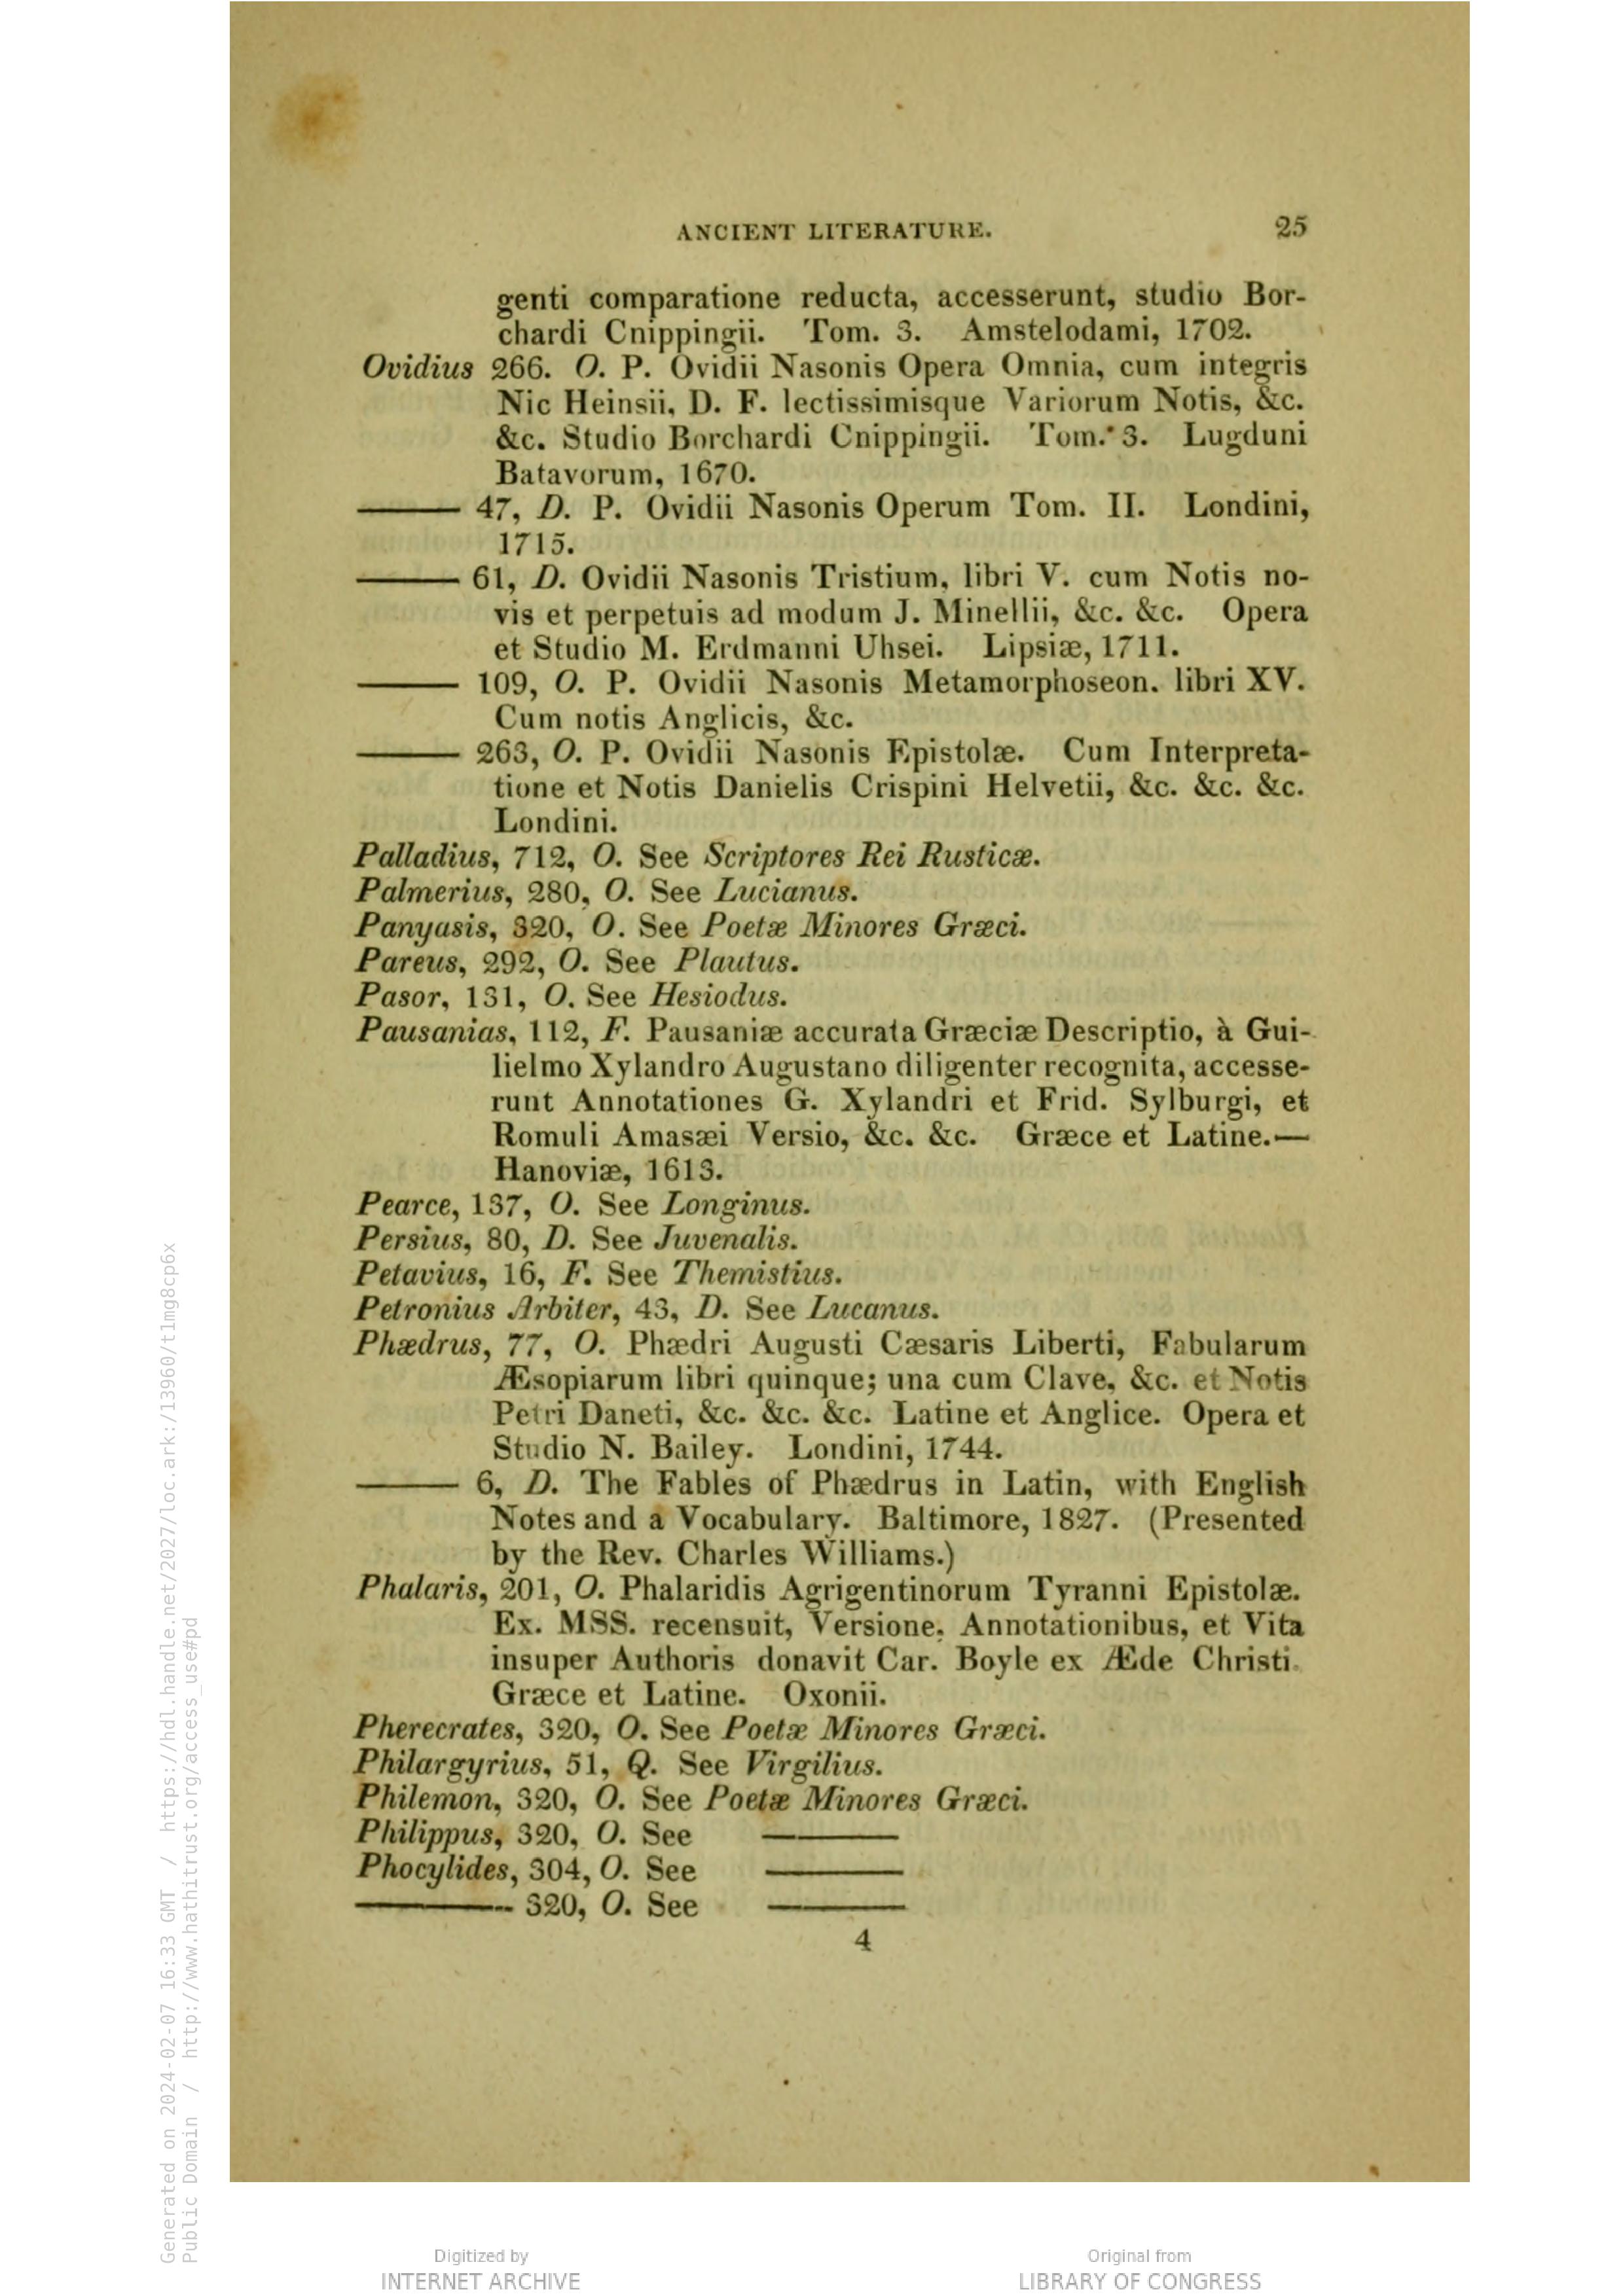 ANCIENT LITERATURE. 25
genti comparatione reducta, accesserunt, studio Bor-
chardi Cnippingii. Tom. 3. Amstelodami, 1702.
Ovidius 266. O. P. Ovidii Nasonis Opera Omnia, cum integris
Nic Heinsii, D. F. lectissimisque Variorum Notis, &c.
&c. Studio Borchardi Cnippingii. Tom. 3. Lugduni
Batavorum, 1670.
——— 47, D. P. Ovidii Nasonis Operum Tom. II. Londini,
1715.
——— 61, D. Ovidii Nasonis Tristium, libri V. cum Notis no-
vis et perpetuis ad modum J. Minellii, &c. &c. Opera
et Studio M. Erdmanni Uhsei. Lipsiæ, 1711.
——— 109, O. P. Ovidii Nasonis Metamorphoseon. libri XV.
Cum notis Anglicis, &c.
——— 263, O. P. Ovidii Nasonis Epistolæ. Cum Interpreta-
tione et Notis Danielis Crispini Helvetii, &c. &c. &c.
Londini.
Palladius, 712, O. See Scriptores Rei Rusticæ.
Palmerius, 280, O. See Lucianus.
Panyasis, 320, O. See Poetæ Minores Græci.
Pareus, 292, O. See Plautus.
Pasor, 131, O. See Hesiodus.
Pausanias, 112, F. Pausaniæ accurata Græciæ Descriptio, à Gui-
lielmo Xylandro Augustano diligenter recognita, accesse-
runt Annotationes G. Xylandri et Frid. Sylburgi, et
Romuli Amasæi Versio, &c. &c. Græce et Latine.—
Hanoviæ, 1613.
Pearce, 137, O. See Longinus.
Persius, 80, D. See Juvenalis.
Petavius, 16, F. See Themistius.
Petronius Arbiter, 43, D. See Lucanus.
Phædrus, 77, O. Phædri Augusti Cæsaris Liberti, Fabularum
Æsopiarum libri quinque; una cum Clave, &c. et Notis
Petri Daneti, &c. &c. &c. Latine et Anglice. Opera et
Studio N. Bailey. Londini, 1744.
——— 6, D. The Fables of Phædrus in Latin, with English
Notes and a Vocabulary. Baltimore, 1827. (Presented
by the Rev. Charles Williams.)
Phalaris, 201, O. Phalaridis Agrigentinorum Tyranni Epistolæ.
Ex. MSS. recensuit, Versione, Annotationibus, et Vita
insuper Authoris donavit Car. Boyle ex Æde Christi.
Græce et Latine. Oxonii.
Pherecrates, 320, O. See Poetæ Minores Græci.
Philargyrius, 51, Q. See Virgilius.
Philemon, 320, O. See Poetæ Minores Græci.
Philippus, 320, O. See ———
Phocylides, 304, O. See ———
———— 320, O. See ———
4
Generated on 2024-02-07 16:33 GMT / https://hdl.handle.net/2027/loc.ark:/13960/t1mg8cp6x
Public Domain / http://www.hathitrust.org/access_use#pd
Digitized by
INTERNET ARCHIVE
Original from
LIBRARY OF CONGRESS